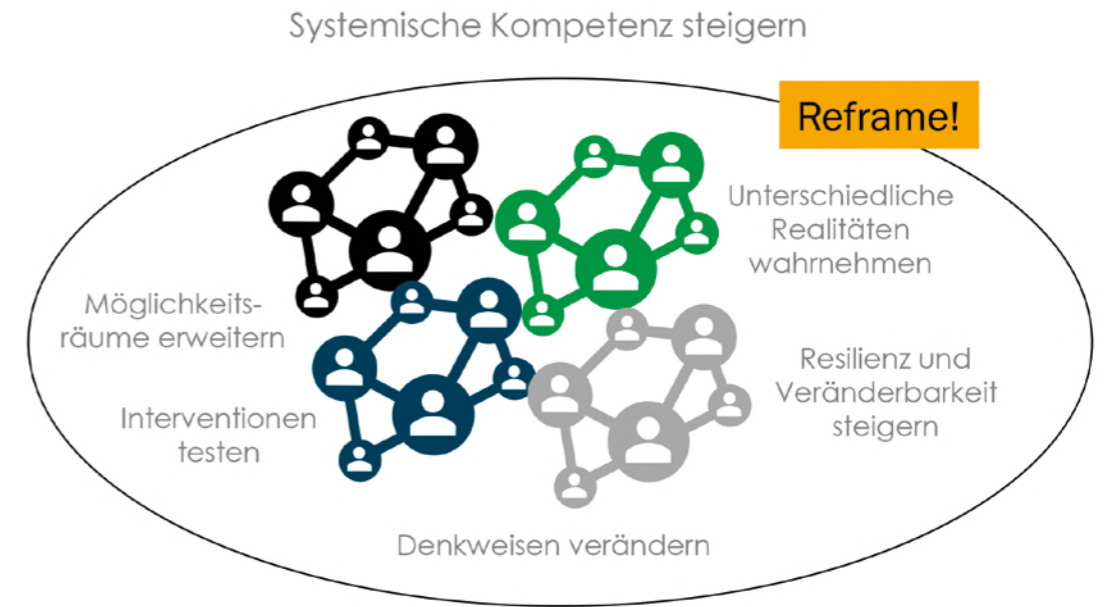 Systemische Kompetenz steigern
Reframe!
Unterschiedliche
Realitäten
wahrnehmen
Möglichkeits-
räume erweitern
Resilienz und
Veränderbarkeit
steigern
Interventionen
testen
Denkweisen verändern